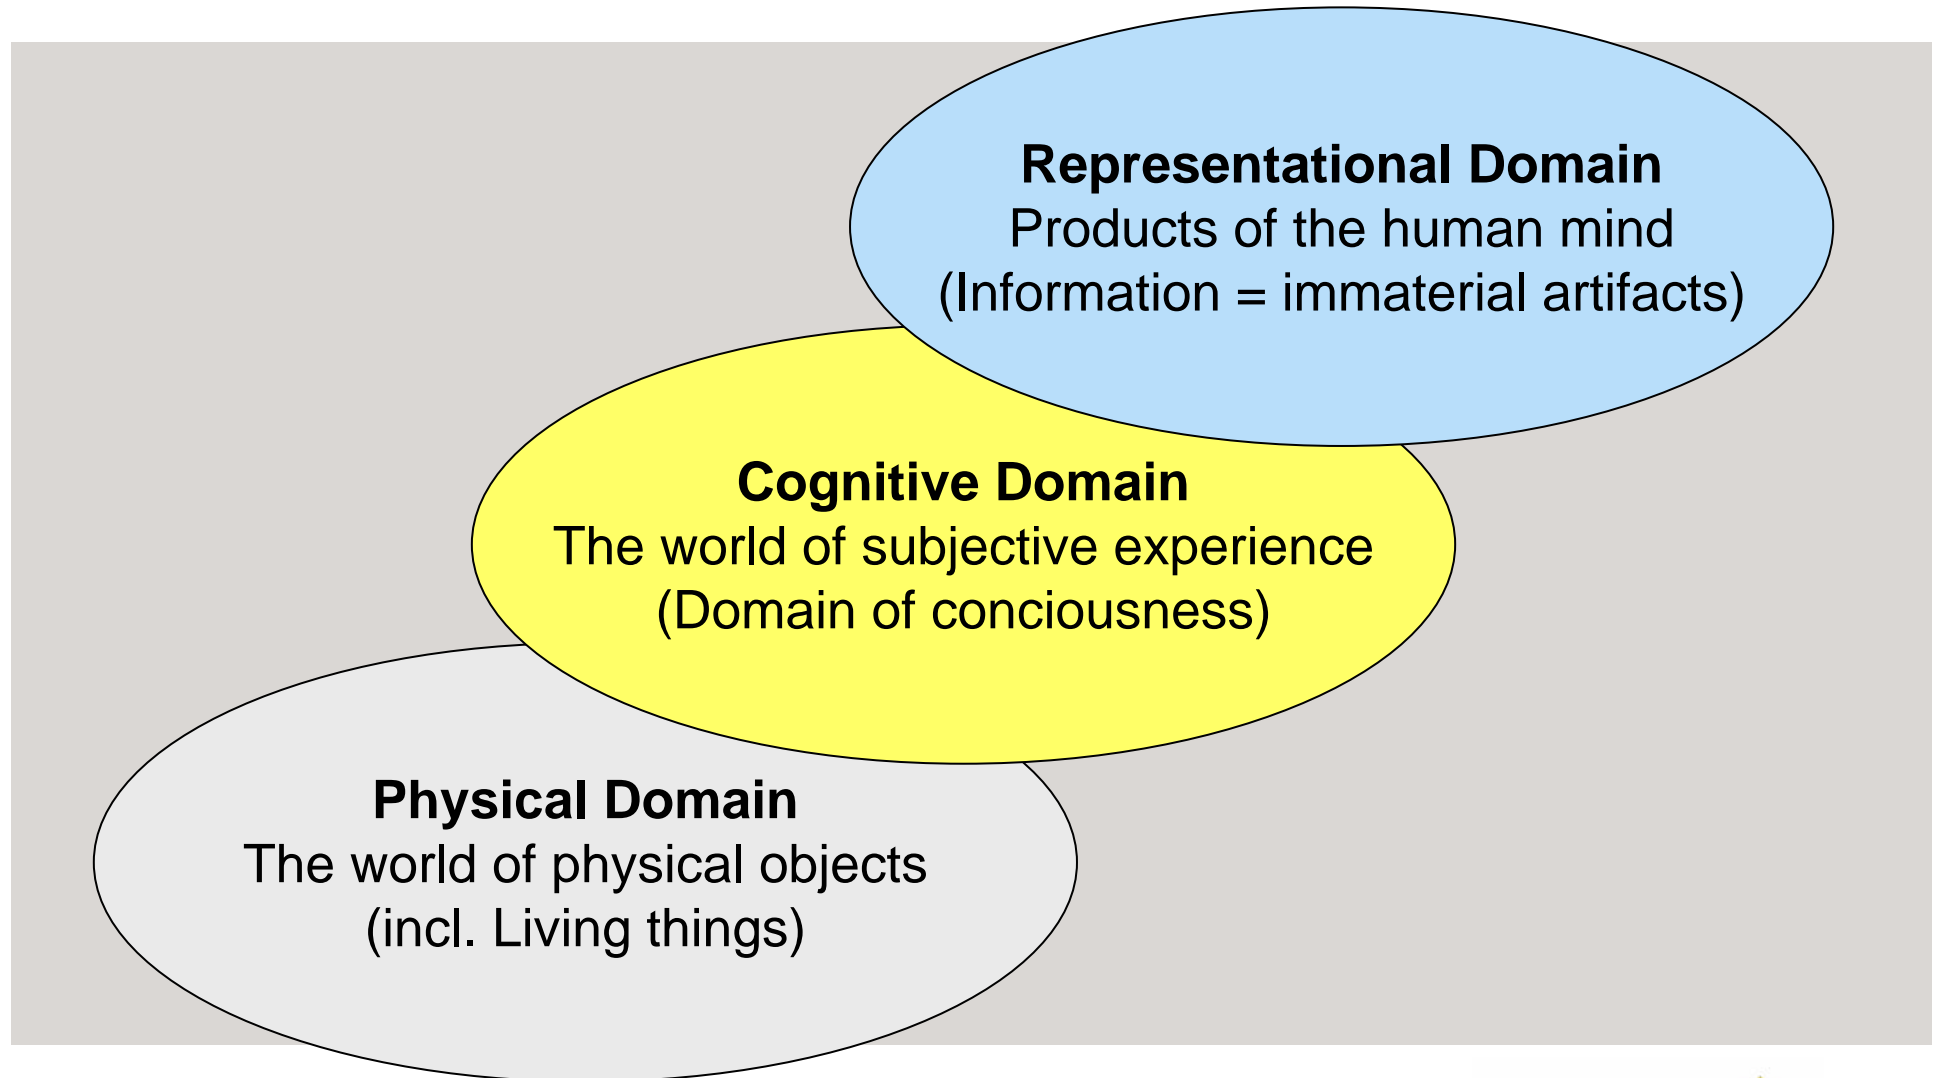 Representational Domain
Products of the human mind
(Information = immaterial artifacts)
Cognitive Domain
The world of subjective experience
(Domain of conciousness)
Physical Domain
The world of physical objects
(incl. Living things)